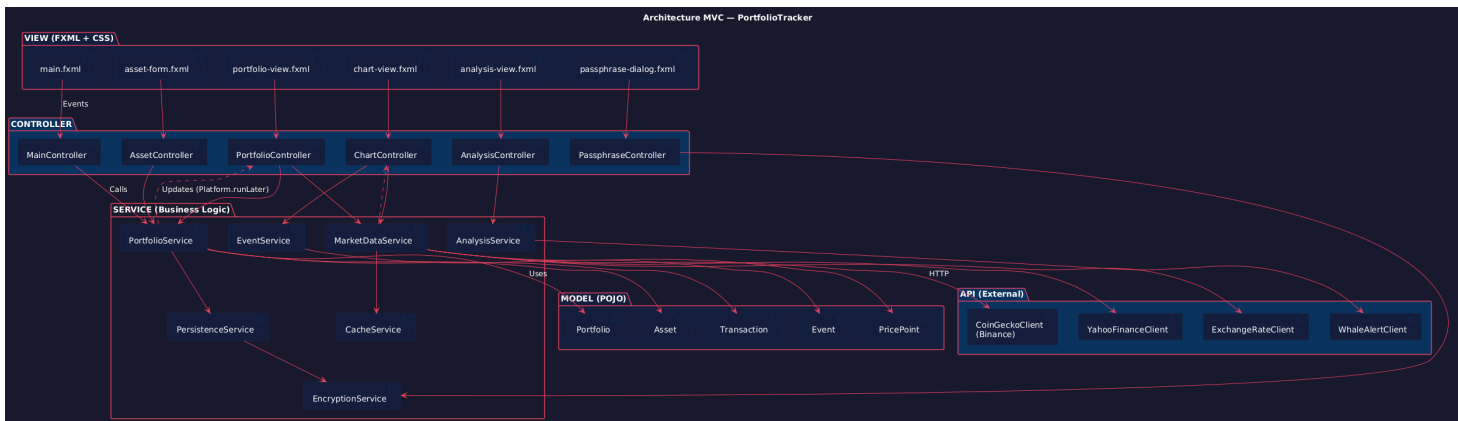 Architecture MVC — PortfolioTracker
VIEW (FXML + CSS)
main.fxml
asset-form.fxml
portfolio-view.fxml
chart-view.fxml
analysis-view.fxml
passphrase-dialog.fxml
Events
CONTROLLER
MainController
AssetController
PortfolioController
ChartController
AnalysisController
PassphraseController
Calls
Updates (Platform.runLater)
SERVICE (Business Logic)
PortfolioService
EventService
MarketDataService
AnalysisService
Uses
HTTP
MODEL (POJO)
API (External)
PersistenceService
CacheService
Portfolio
Asset
Transaction
Event
PricePoint
CoinGeckoClient
(Binance)
YahooFinanceClient
ExchangeRateClient
WhaleAlertClient
EncryptionService